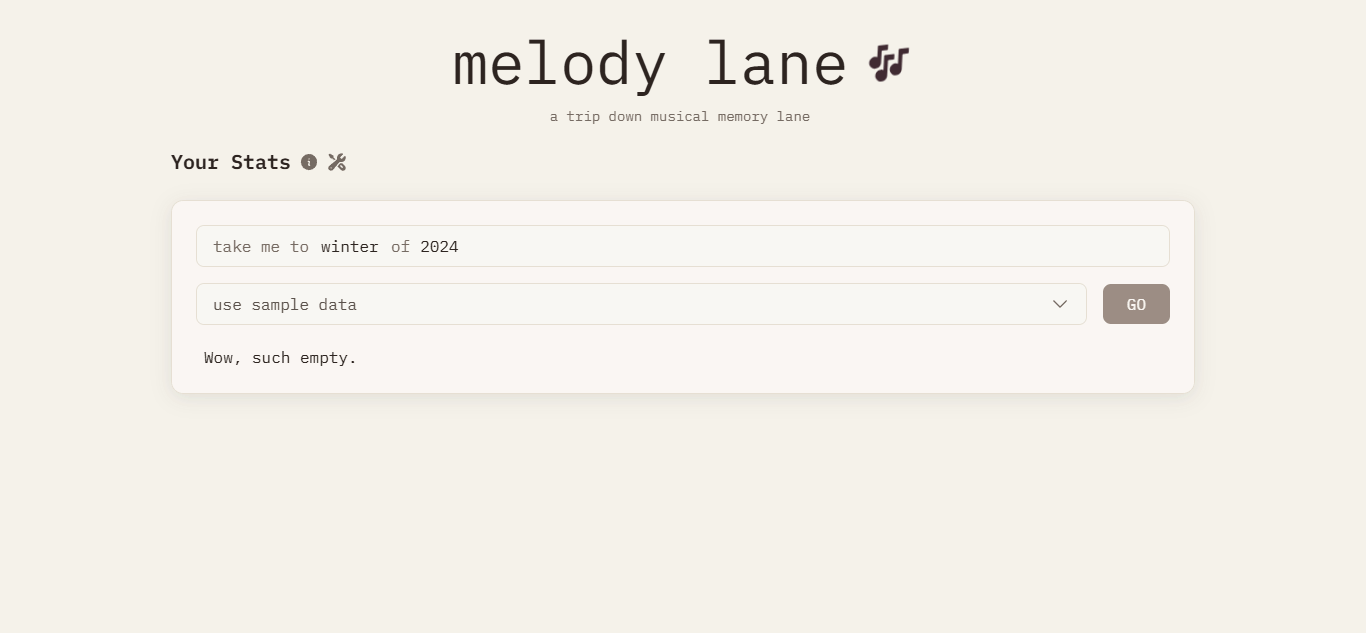 melody lane
a trip down musical memory lane
Your Stats
take me to winter of 2024
use sample data
GO
Wow, such empty.